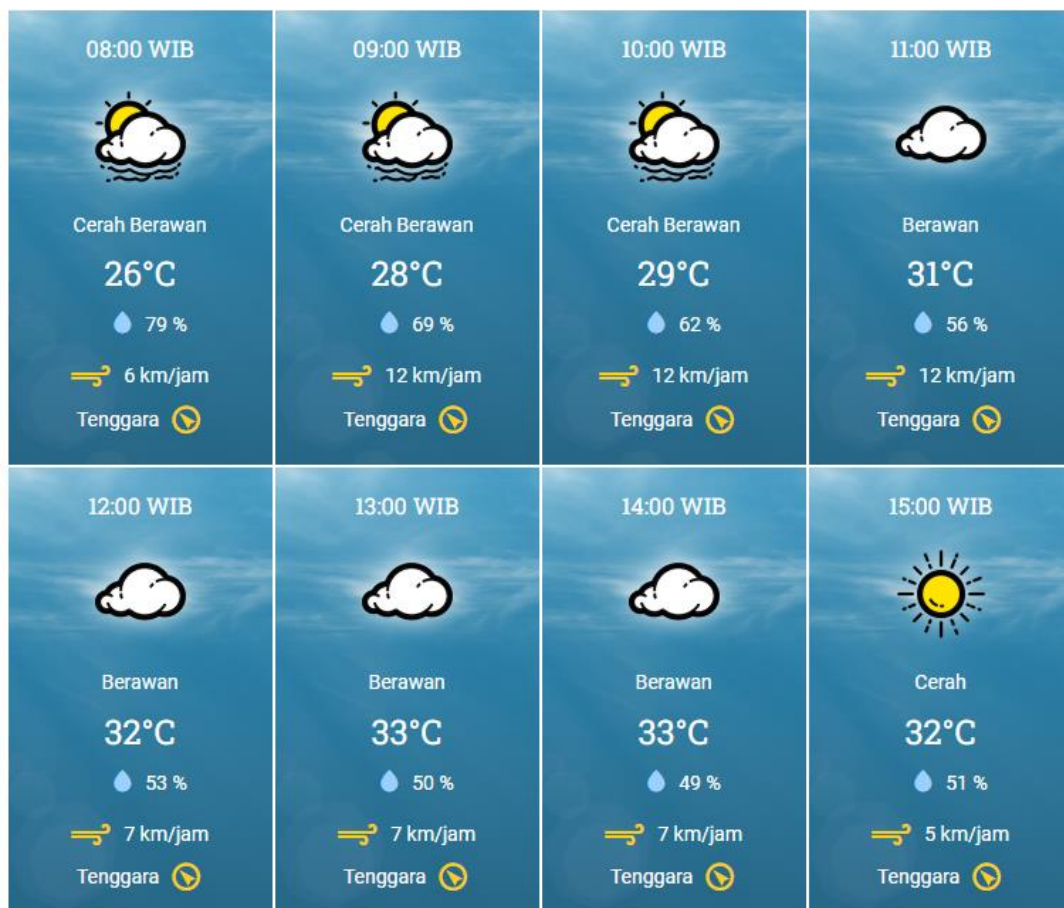 08:00 WIB
Cerah Berawan
26°C
79 %
6 km/jam
Tenggara
09:00 WIB
Cerah Berawan
28°C
69 %
12 km/jam
Tenggara
10:00 WIB
Cerah Berawan
29°C
62 %
12 km/jam
Tenggara
11:00 WIB
Berawan
31°C
56 %
12 km/jam
Tenggara
12:00 WIB
Berawan
32°C
53 %
7 km/jam
Tenggara
13:00 WIB
Berawan
33°C
50 %
7 km/jam
Tenggara
14:00 WIB
Berawan
33°C
49 %
7 km/jam
Tenggara
15:00 WIB
Cerah
32°C
51 %
5 km/jam
Tenggara